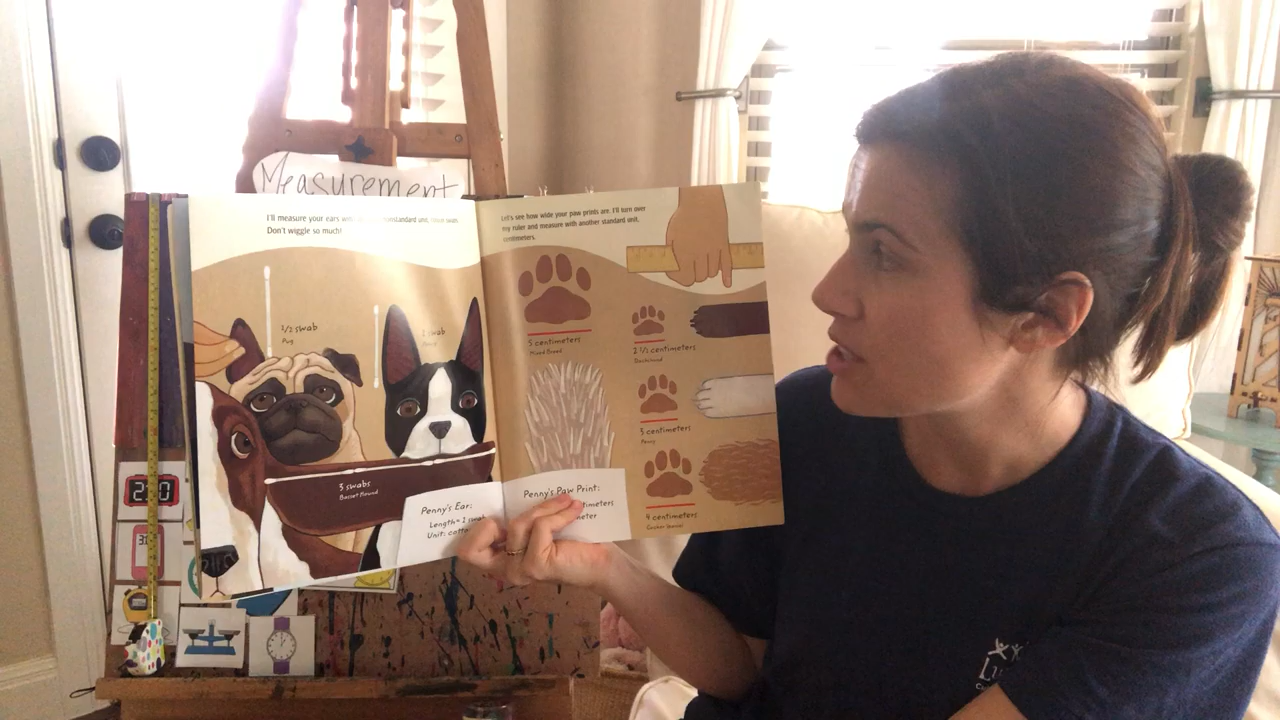 Measurement
I'll measure your ears with nonstandard unit,
Don't wiggle so much!
1/2 swab
Pug
1 swab
3 swabs
Basset Hound
Penny's Ear:
Length= 1 swab
Unit:
Let's see how wide your paw prints are. I'll turn over
my ruler and measure with another standard unit,
centimeters.
5 centimeters
Mixed Breed
2 1/2 centimeters
Dachshund
3 centimeters
Penny
4 centimeters
Cocker Spaniel
Penny's Paw Print: